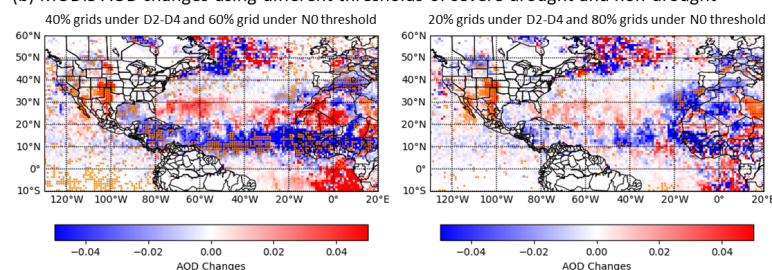 40% grids under D2-D4 and 60% grid under N0 threshold
20% grids under D2-D4 and 80% grids under N0 threshold
60°N
50°N
40°N
30°N
20°N
10°N
0°
10°S
120°W 100°W 80°W 60°W 40°W 20°W 0° 20°E
60°N
50°N
40°N
30°N
20°N
10°N
0°
10°S
120°W 100°W 80°W 60°W 40°W 20°W 0° 20°E
−0.04 −0.02 0.00 0.02 0.04
AOD Changes
−0.04 −0.02 0.00 0.02 0.04
AOD Changes